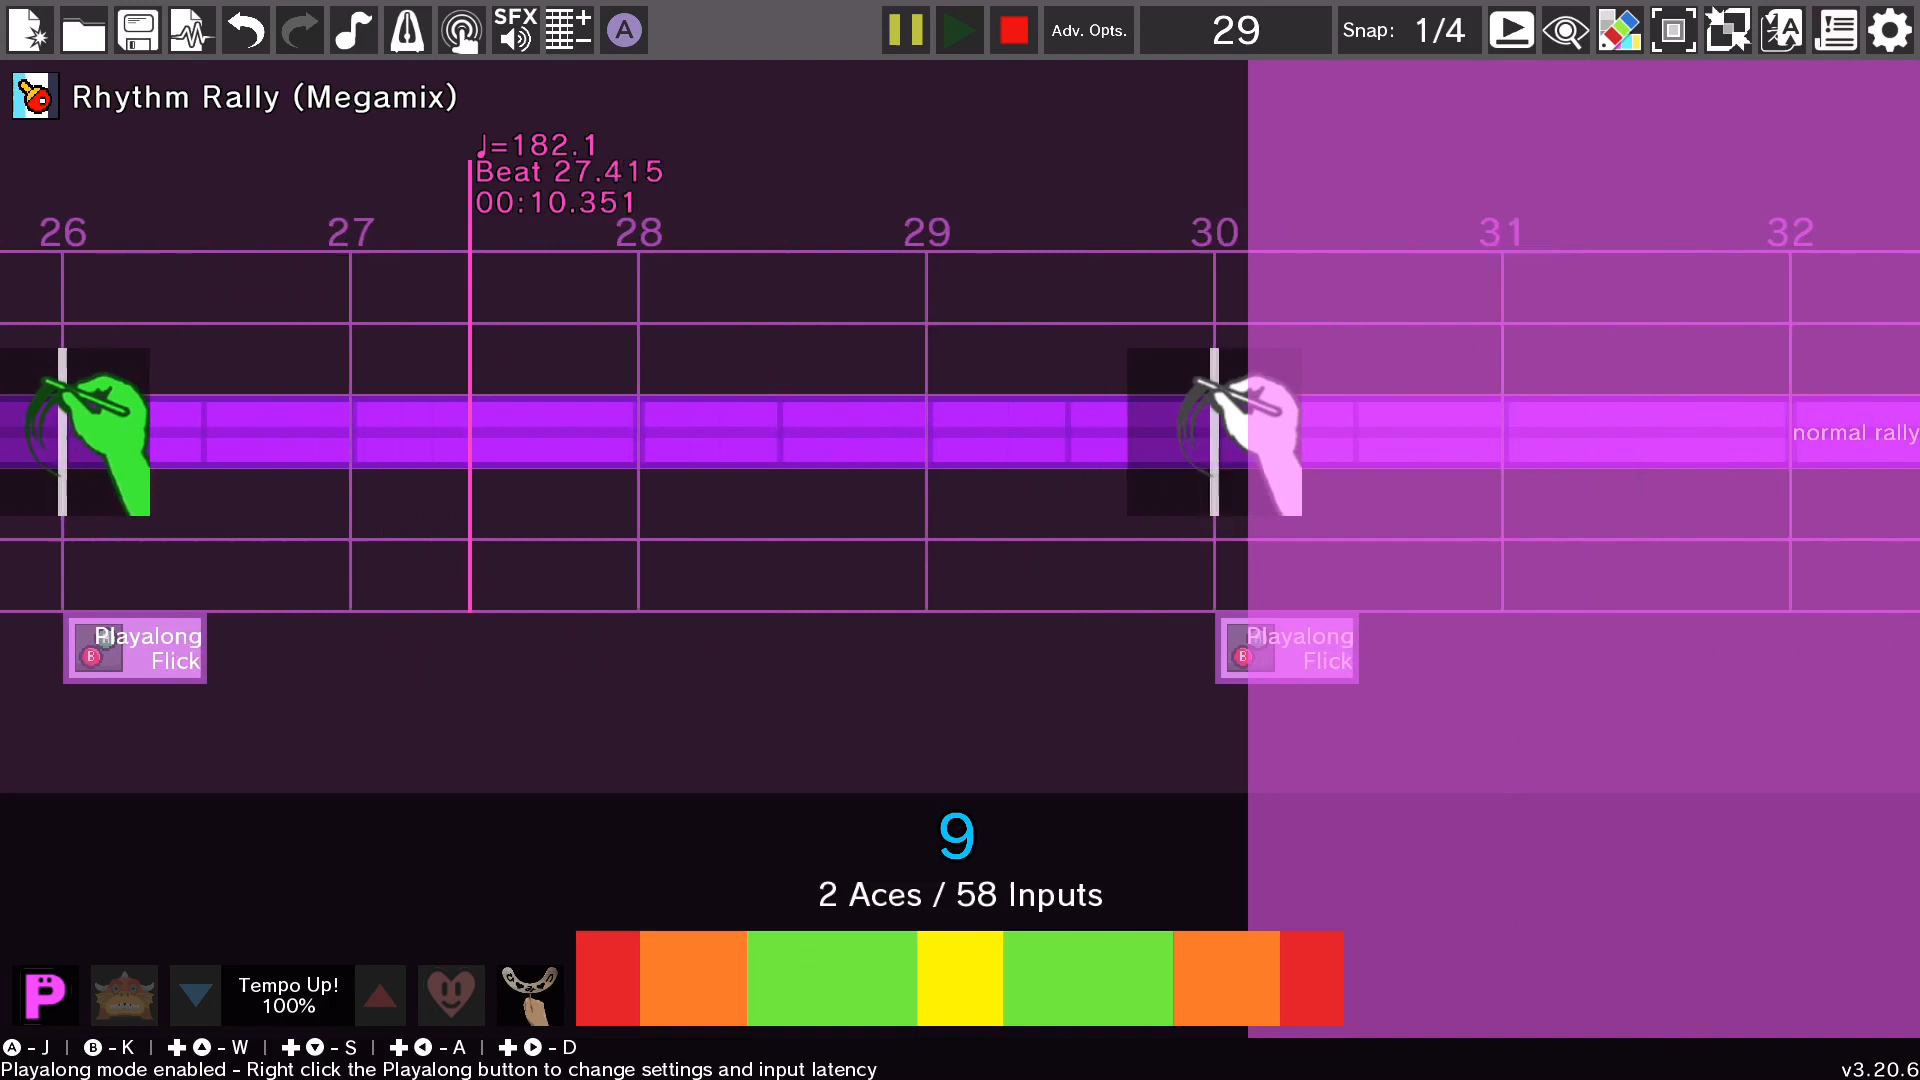 SFX
A
Adv. Opts.
29
Snap: 1/4
A
Rhythm Rally (Megamix)
♩=182.1
Beat 27.415
00:10.351
26 27 28 29 30 31 32
normal rally
B Playalong Flick
B Playalong Flick
9
2 Aces / 58 Inputs
P
Tempo Up!
100%
A - J | B - K | ▲ - W | ▼ - S | ◀ - A | ▶ - D
Playalong mode enabled - Right click the Playalong button to change settings and input latency
v3.20.6